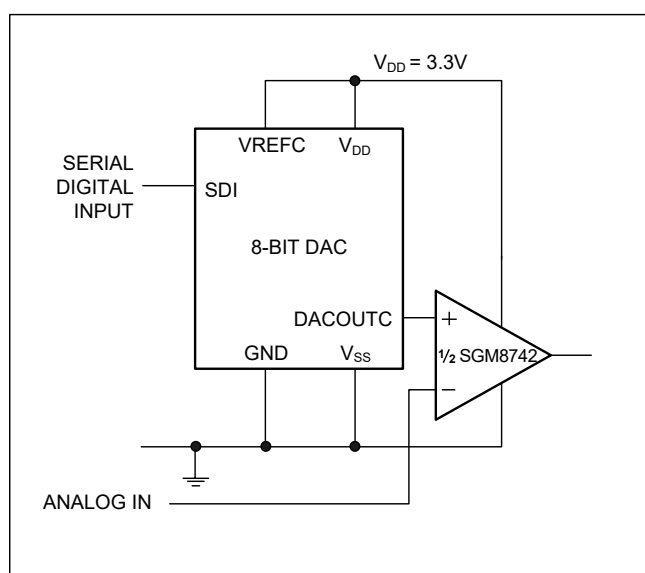 V_DD = 3.3V
VREFC V_DD
SERIAL
DIGITAL
INPUT
SDI
8-BIT DAC
DACOUTC
+
GND V_SS
½ SGM8742
−
ANALOG IN